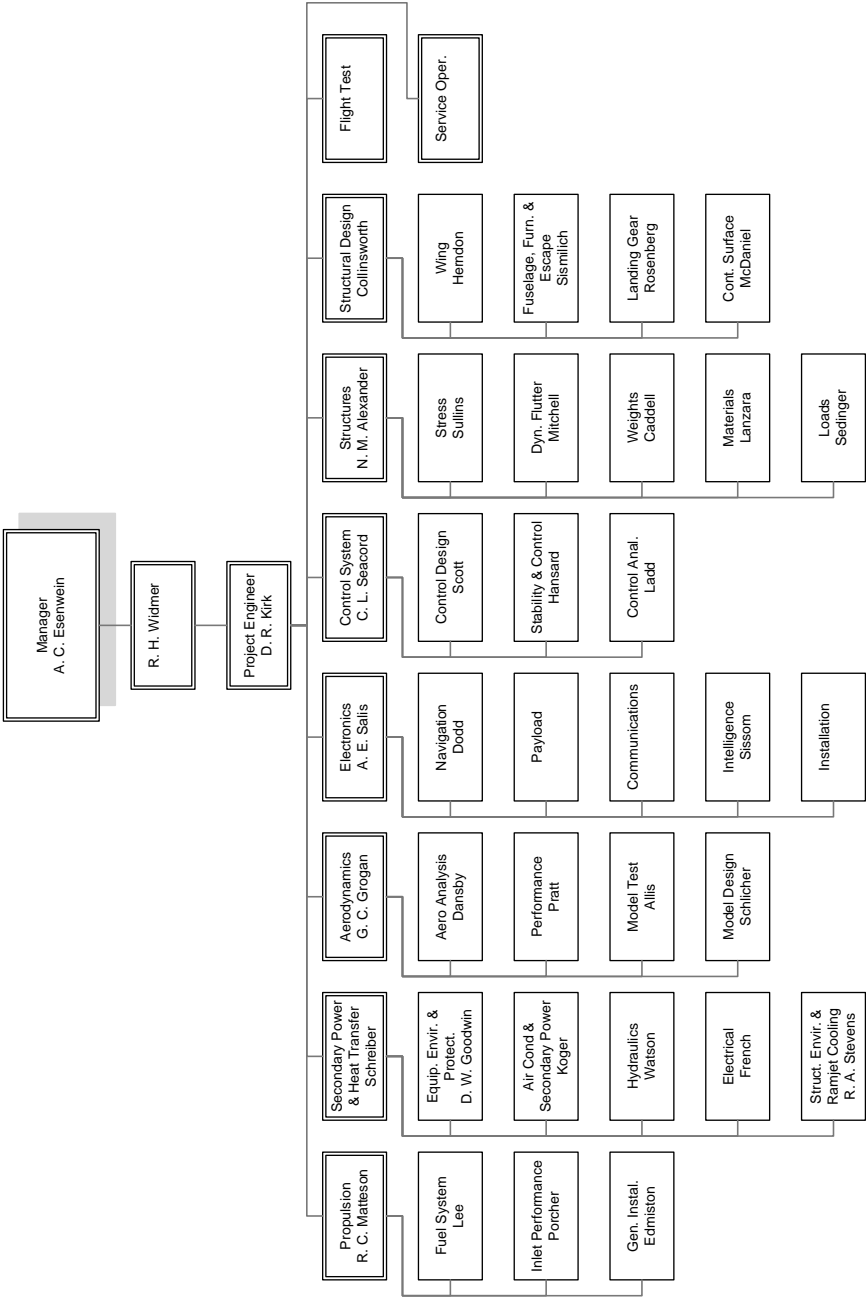 Manager
A. C. Esenwein
R. H. Widmer
Project Engineer
D. R. Kirk
Propulsion
R. C. Matteson
Fuel System
Lee
Inlet Performance
Porcher
Gen. Instal.
Edmiston
Secondary Power
& Heat Transfer
Schreiber
Equip. Envir. &
Protect.
D. W. Goodwin
Air Cond &
Secondary Power
Koger
Hydraulics
Watson
Electrical
French
Struct. Envir. &
Ramjet Cooling
R. A. Stevens
Aerodynamics
G. C. Grogan
Aero Analysis
Dansby
Performance
Pratt
Model Test
Allis
Model Design
Schlicher
Electronics
A. E. Salis
Navigation
Dodd
Payload
Communications
Intelligence
Sissom
Installation
Control System
C. L. Seacord
Control Design
Scott
Stability & Control
Hansard
Control Anal.
Ladd
Structures
N. M. Alexander
Stress
Sullins
Dyn. Flutter
Mitchell
Weights
Caddell
Materials
Lanzara
Loads
Sedinger
Structural Design
Collinsworth
Wing
Herndon
Fuselage, Furn. &
Escape
Sismilich
Landing Gear
Rosenberg
Cont. Surface
McDaniel
Flight Test
Service Oper.